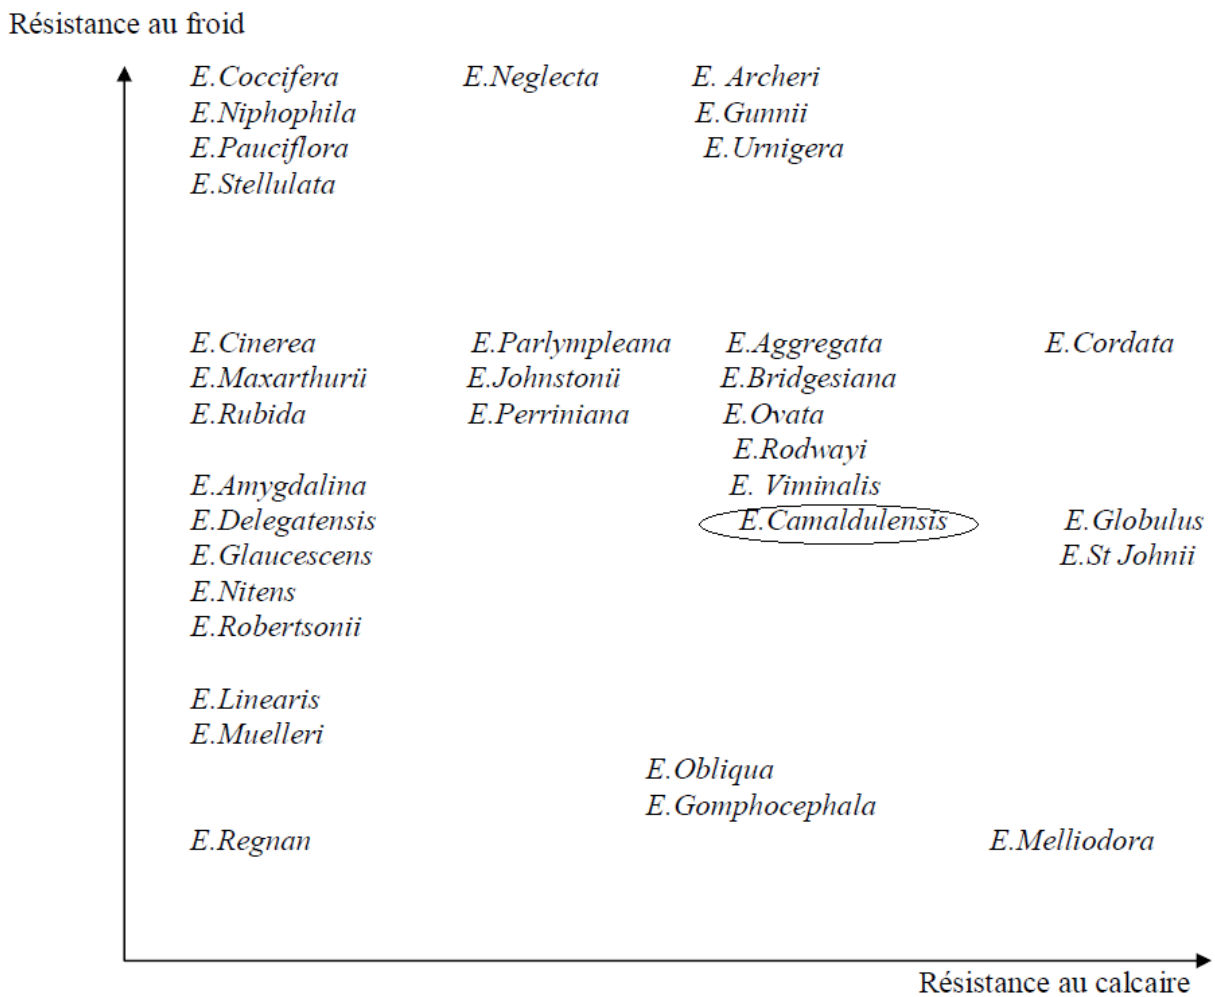 Résistance au froid
E.Coccifera E.Neglecta E. Archeri
E.Niphophila E.Gunnii
E.Pauciflora E.Urnigera
E.Stellulata
E.Cinerea E.Parlympleana E.Aggregata E.Cordata
E.Maxarthurü E.Johnstonü E.Bridgesiana
E.Rubida E.Perriniana E.Ovata
E.Rodwayi
E.Amygdalina E. Viminalis
E.Delegatensis E.Camaldulensis E.Globulus
E.Glaucescens E.St Johnii
E.Nitens
E.Robertsonii
E.Linearis
E.Muelleri
E.Obliqua
E.Gomphocephala
E.Regnan E.Melliodora
Résistance au calcaire